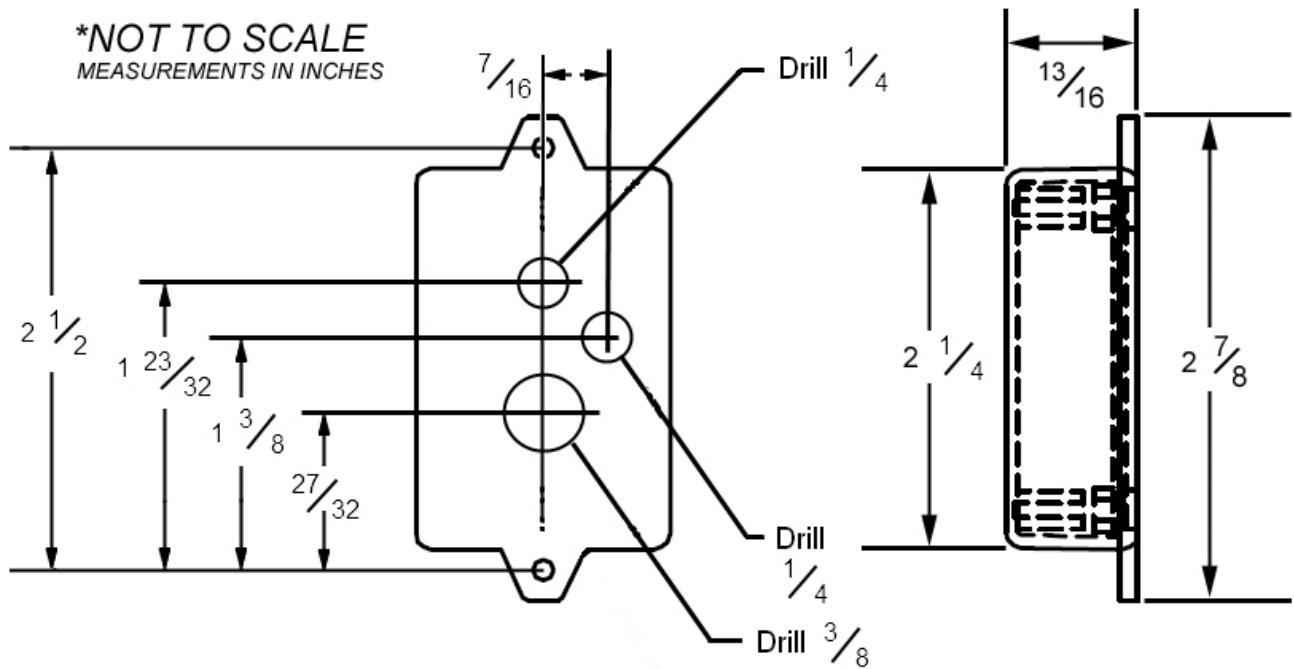 *NOT TO SCALE
MEASUREMENTS IN INCHES
7/16
Drill 1/4
13/16
2 1/2
1 23/32
1 3/8
27/32
2 1/4
2 7/8
Drill 1/4
Drill 3/8